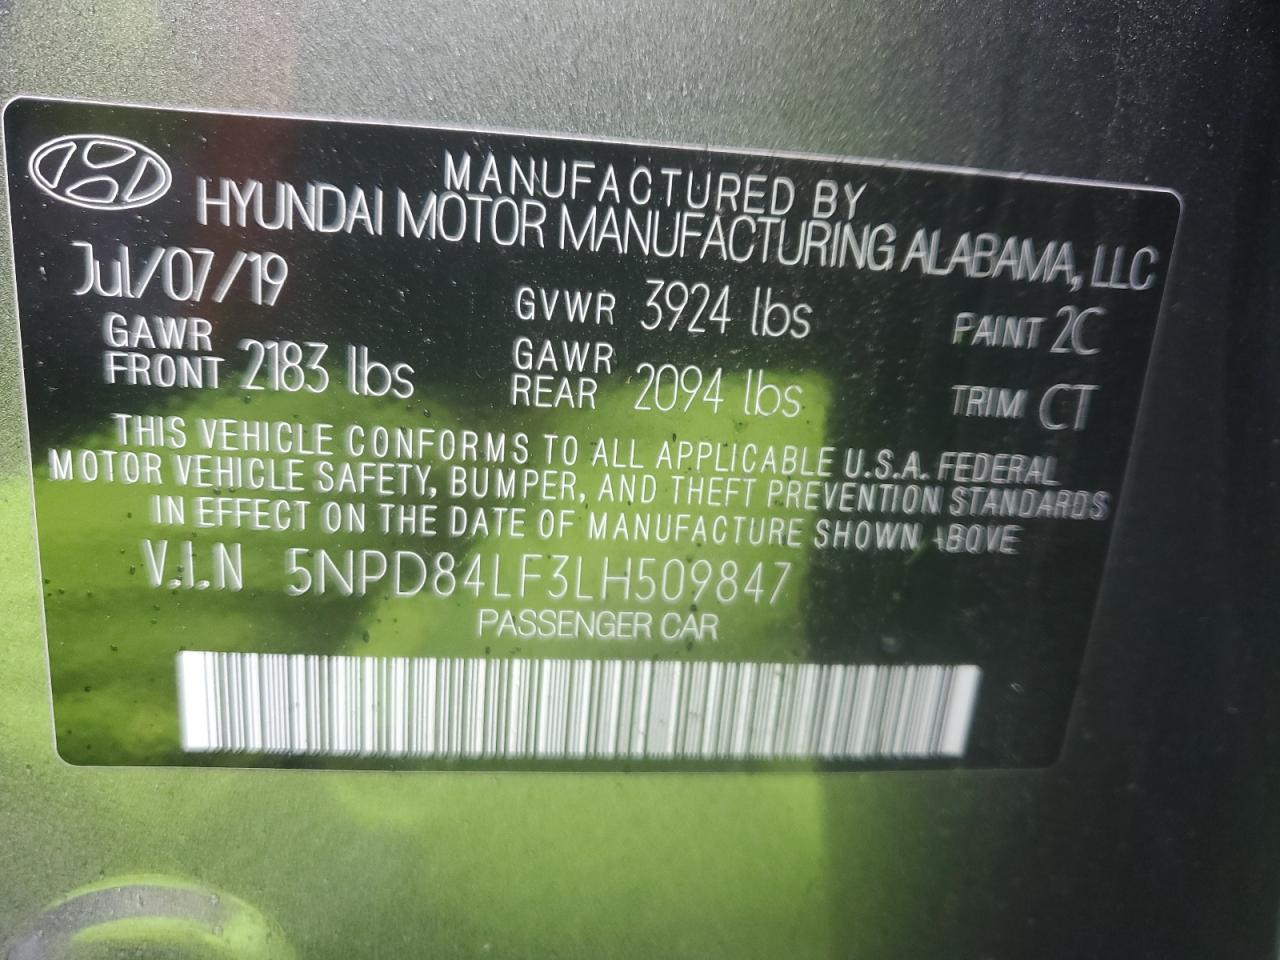 MANUFACTURED BY
HYUNDAI MOTOR MANUFACTURING ALABAMA, LLC
Jul/07/19
GVWR 3924 lbs
PAINT 2C
GAWR FRONT 2183 lbs
GAWR REAR 2094 lbs
TRIM CT
THIS VEHICLE CONFORMS TO ALL APPLICABLE U.S.A. FEDERAL
MOTOR VEHICLE SAFETY, BUMPER, AND THEFT PREVENTION STANDARDS
IN EFFECT ON THE DATE OF MANUFACTURE SHOWN ABOVE
V.I.N 5NPD84LF3LH509847
PASSENGER CAR